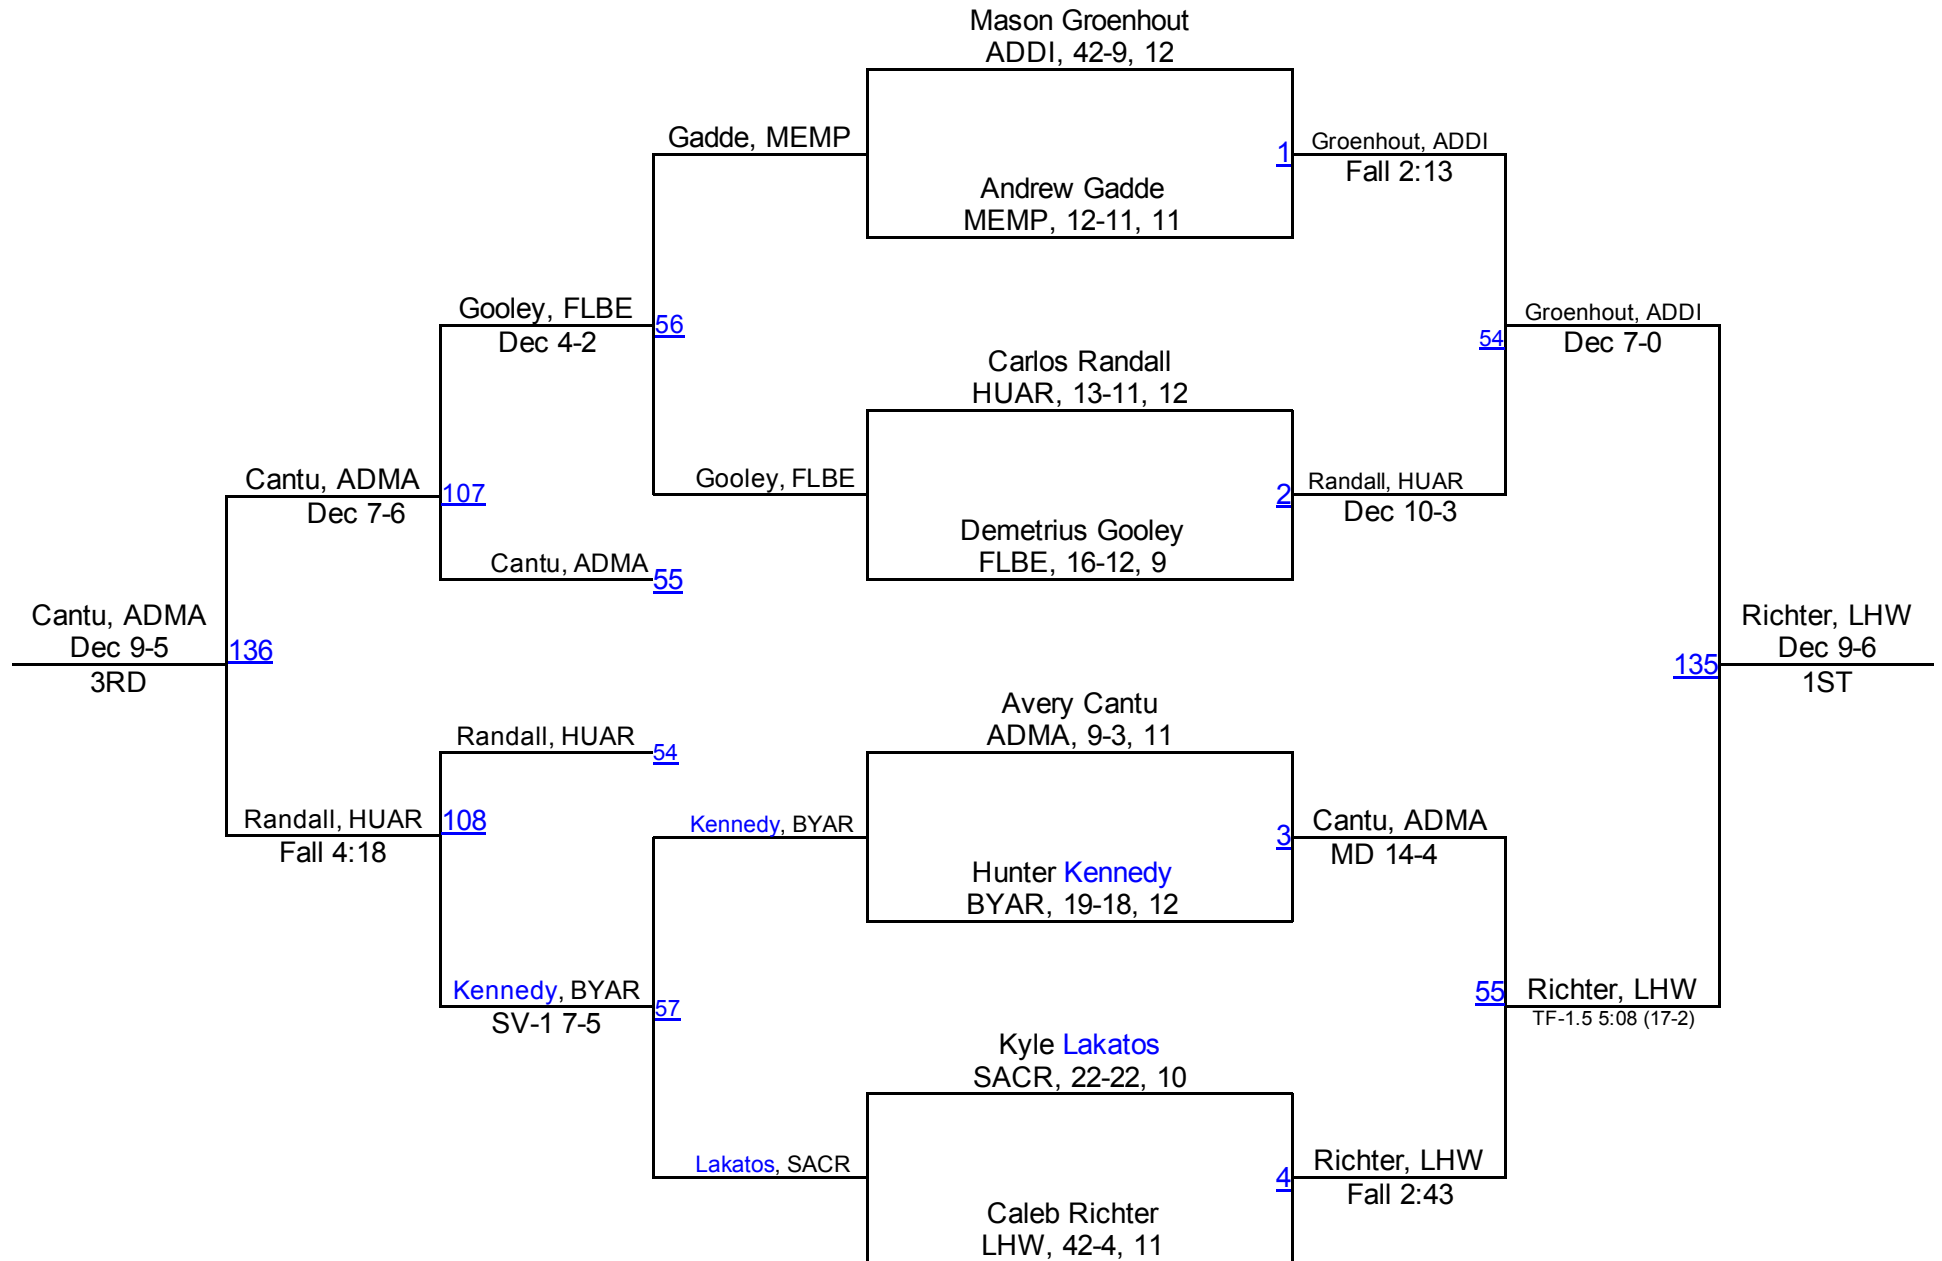 Mason Groenhout
ADDI, 42-9, 12
Gadde, MEMP
1
Groenhout, ADDI
Fall 2:13
Andrew Gadde
MEMP, 12-11, 11
Gooley, FLBE
Dec 4-2
56
Groenhout, ADDI
Dec 7-0
54
Carlos Randall
HUAR, 13-11, 12
Cantu, ADMA
Dec 7-6
107
Gooley, FLBE
2
Randall, HUAR
Dec 10-3
Demetrius Gooley
FLBE, 16-12, 9
Cantu, ADMA
55
Cantu, ADMA
Dec 9-5
3RD
136
Richter, LHW
Dec 9-6
1ST
135
Avery Cantu
ADMA, 9-3, 11
Randall, HUAR
54
Randall, HUAR
Fall 4:18
108
Kennedy, BYAR
3
Cantu, ADMA
MD 14-4
Hunter Kennedy
BYAR, 19-18, 12
Kennedy, BYAR
SV-1 7-5
57
55
Richter, LHW
TF-1.5 5:08 (17-2)
Kyle Lakatos
SACR, 22-22, 10
Lakatos, SACR
4
Richter, LHW
Fall 2:43
Caleb Richter
LHW, 42-4, 11